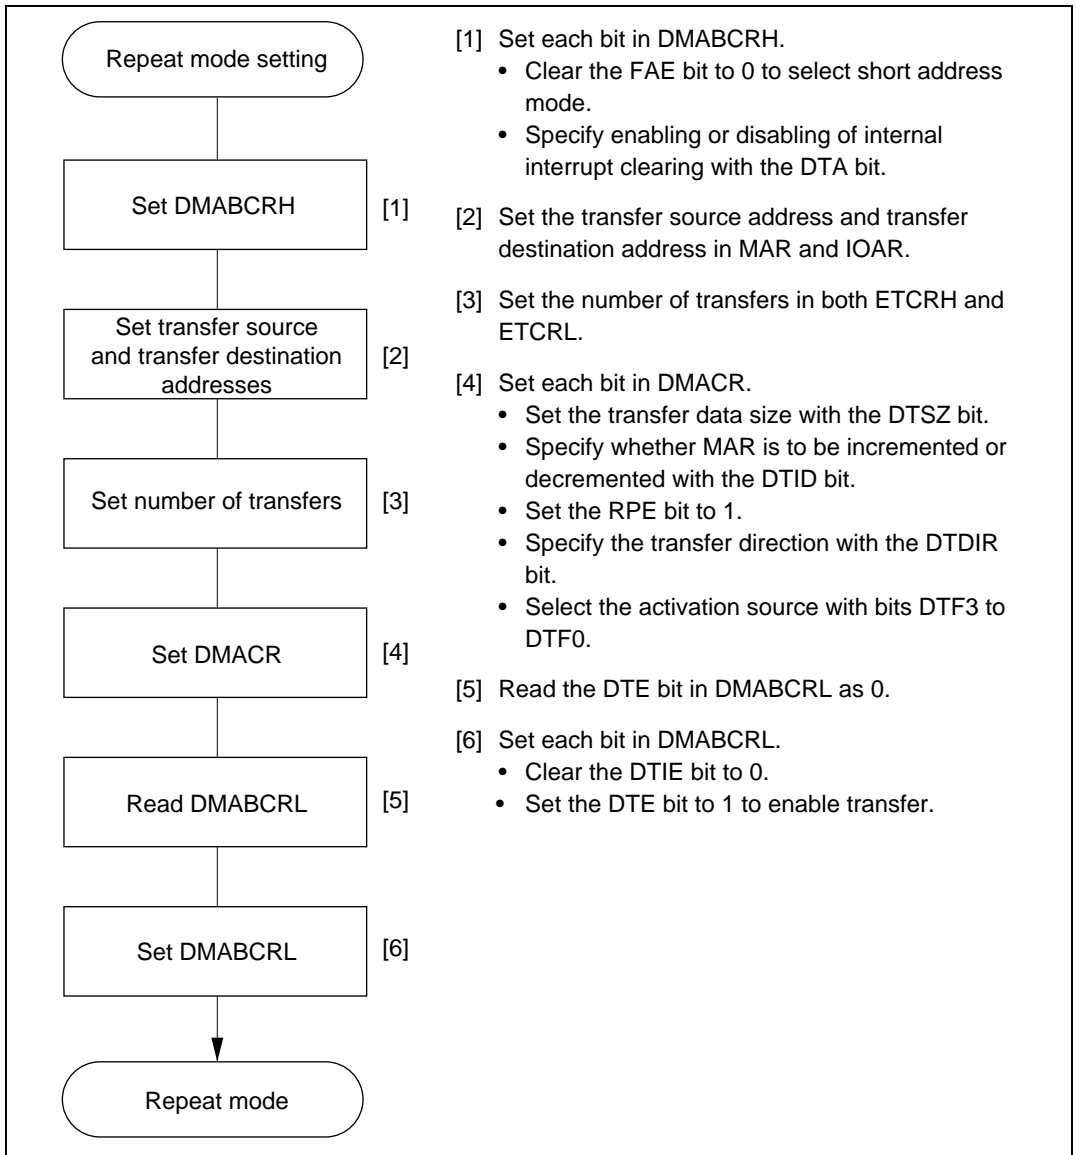 Repeat mode setting
Set DMABCRH [1]
Set transfer source
and transfer destination [2]
addresses
Set number of transfers [3]
Set DMACR [4]
Read DMABCRL [5]
Set DMABCRL [6]
Repeat mode
[1] Set each bit in DMABCRH.
• Clear the FAE bit to 0 to select short address
mode.
• Specify enabling or disabling of internal
interrupt clearing with the DTA bit.
[2] Set the transfer source address and transfer
destination address in MAR and IOAR.
[3] Set the number of transfers in both ETCRH and
ETCRL.
[4] Set each bit in DMACR.
• Set the transfer data size with the DTSZ bit.
• Specify whether MAR is to be incremented or
decremented with the DTID bit.
• Set the RPE bit to 1.
• Specify the transfer direction with the DTDIR
bit.
• Select the activation source with bits DTF3 to
DTF0.
[5] Read the DTE bit in DMABCRL as 0.
[6] Set each bit in DMABCRL.
• Clear the DTIE bit to 0.
• Set the DTE bit to 1 to enable transfer.